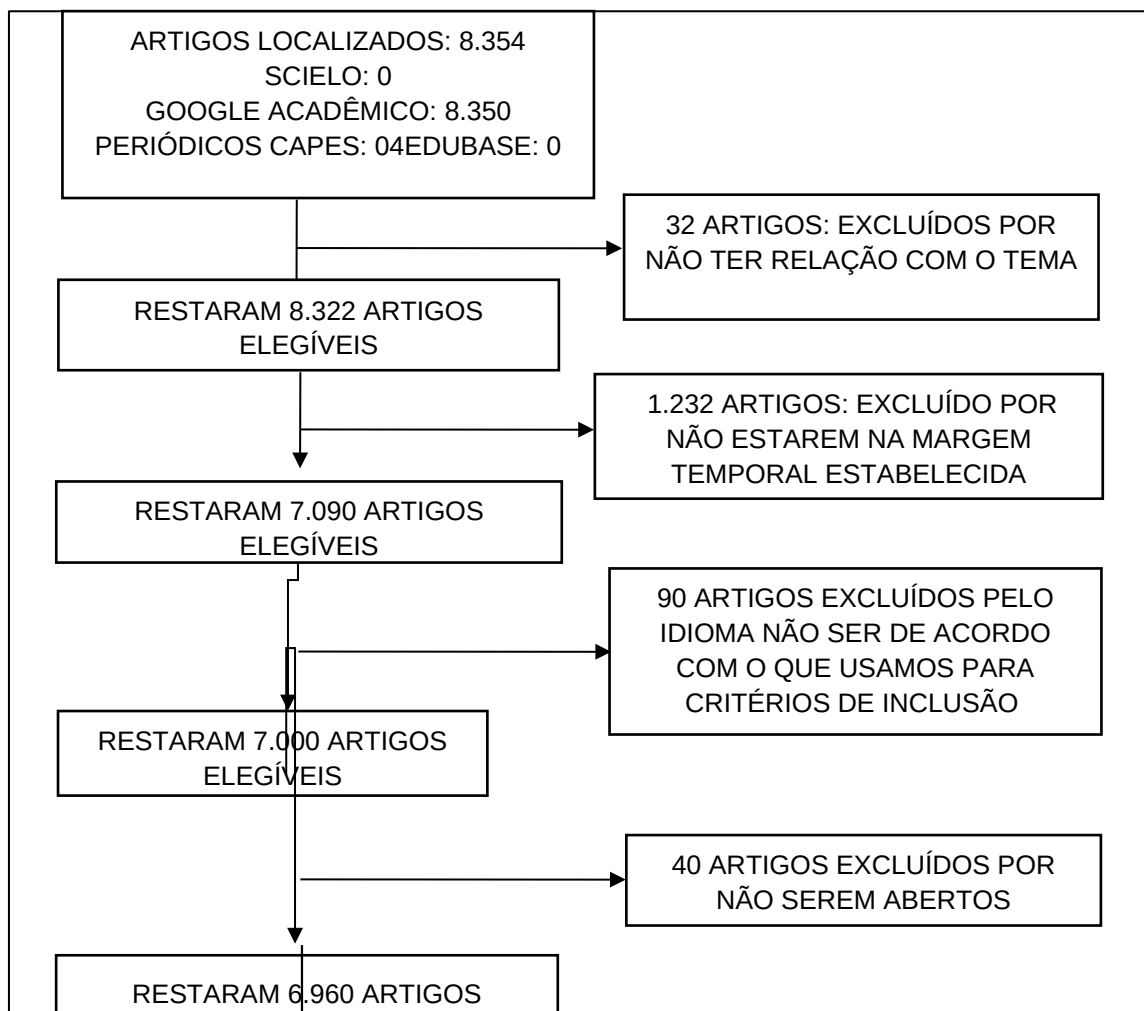 ARTIGOS LOCALIZADOS: 8.354
SCIELO: 0
GOOGLE ACADÊMICO: 8.350
PERIÓDICOS CAPES: 04EDUBASE: 0
32 ARTIGOS: EXCLUÍDOS POR
NÃO TER RELAÇÃO COM O TEMA
RESTARAM 8.322 ARTIGOS
ELEGÍVEIS
1.232 ARTIGOS: EXCLUÍDO POR
NÃO ESTAREM NA MARGEM
TEMPORAL ESTABELECIDA
RESTARAM 7.090 ARTIGOS
ELEGÍVEIS
90 ARTIGOS EXCLUÍDOS PELO
IDIOMA NÃO SER DE ACORDO
COM O QUE USAMOS PARA
CRITÉRIOS DE INCLUSÃO
RESTARAM 7.000 ARTIGOS
ELEGÍVEIS
40 ARTIGOS EXCLUÍDOS POR
NÃO SEREM ABERTOS
RESTARAM 6.960 ARTIGOS